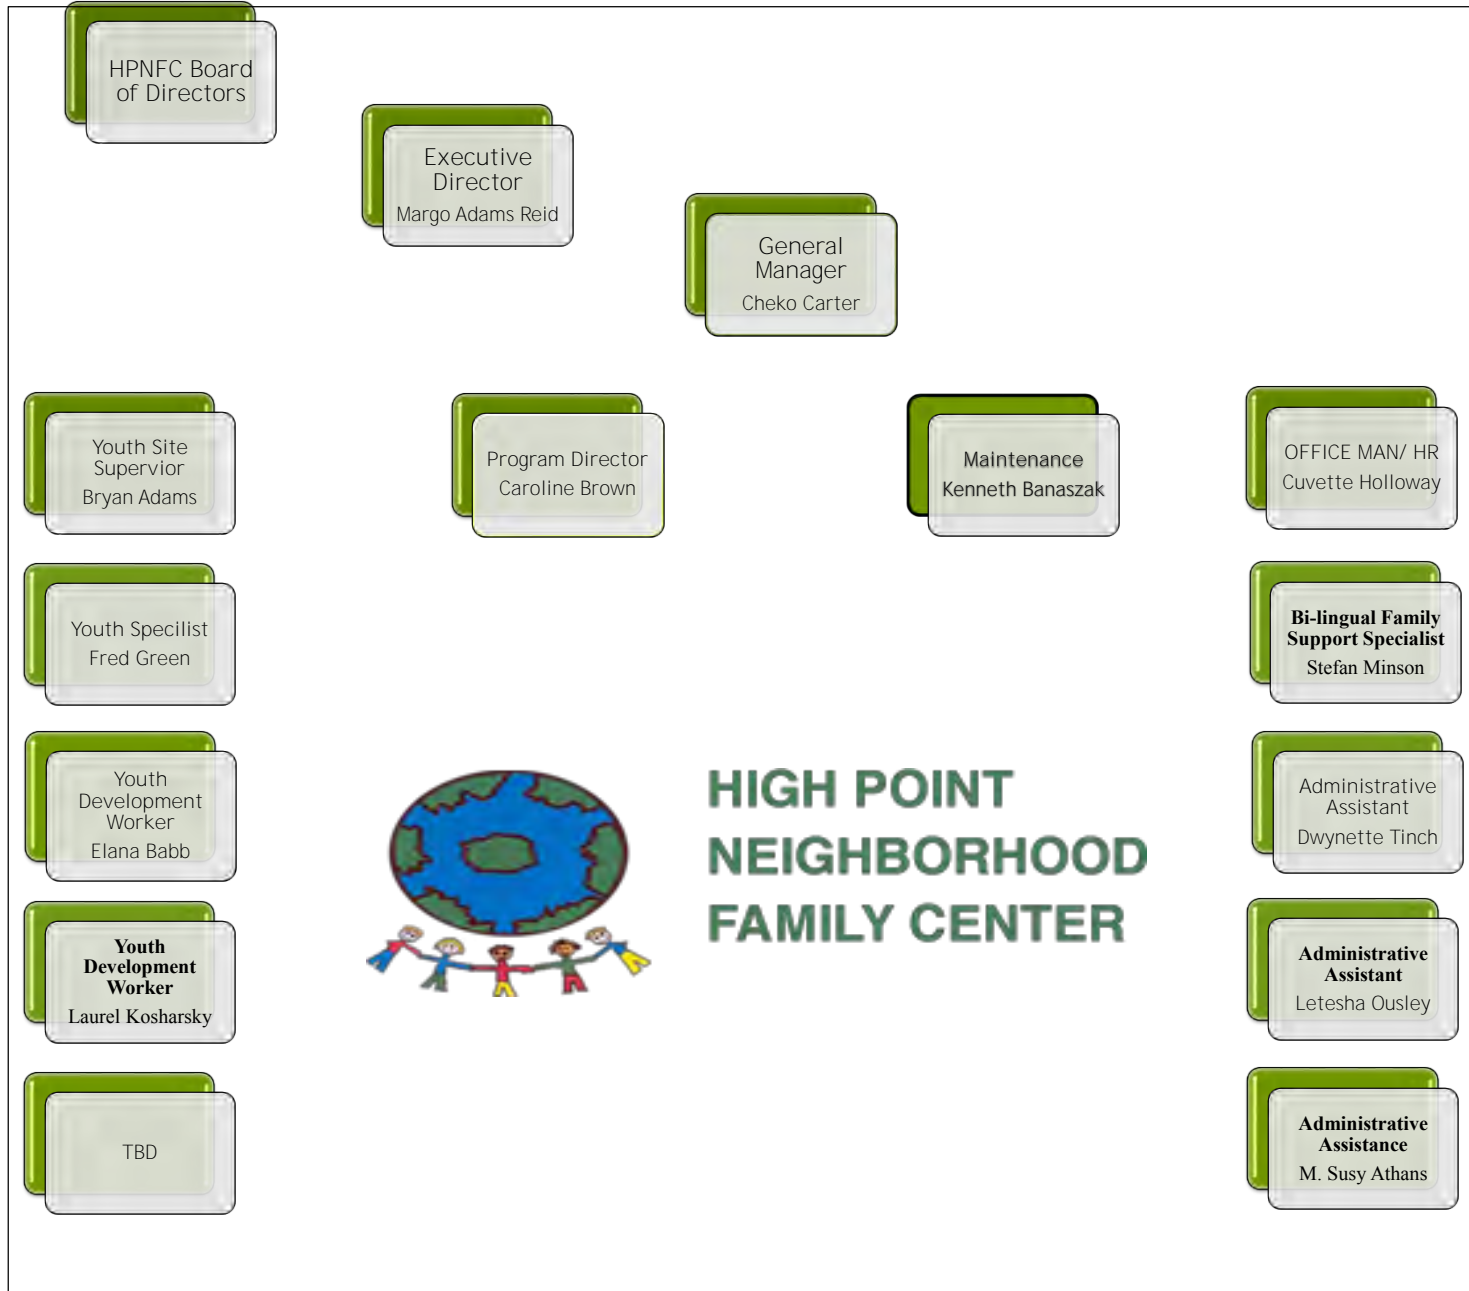 HPNFC Board
of Directors
Executive
Director
Margo Adams Reid
General
Manager
Cheko Carter
Youth Site
Supervior
Bryan Adams
Program Director
Caroline Brown
Maintenance
Kenneth Banaszak
OFFICE MAN/ HR
Cuvette Holloway
Youth Specilist
Fred Green
Bi-lingual Family
Support Specialist
Stefan Minson
Youth
Development
Worker
Elana Babb
HIGH POINT
NEIGHBORHOOD
FAMILY CENTER
Administrative
Assistant
Dwynette Tinch
Youth
Development
Worker
Laurel Kosharsky
Administrative
Assistant
Letesha Ousley
TBD
Administrative
Assistance
M. Susy Athans